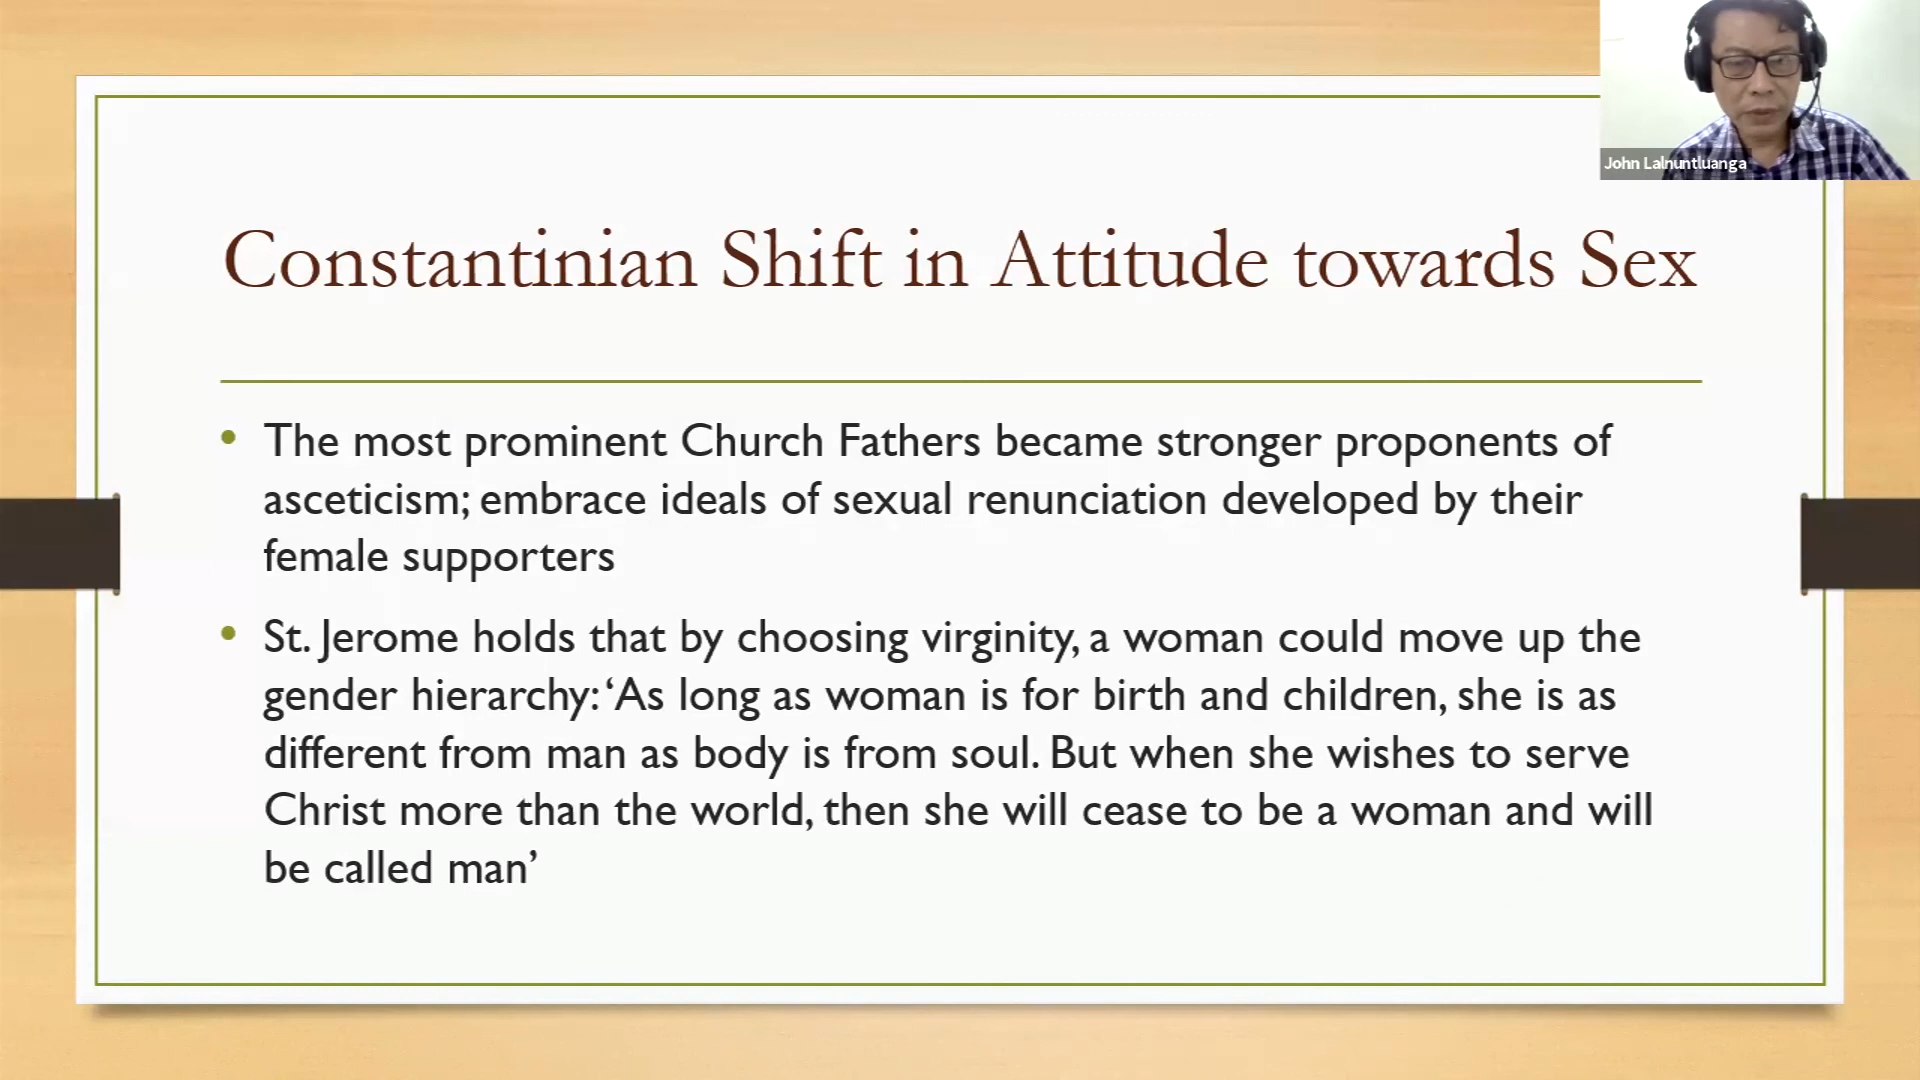 John Lalnuntluanga
Constantinian Shift in Attitude towards Sex
• The most prominent Church Fathers became stronger proponents of
asceticism; embrace ideals of sexual renunciation developed by their
female supporters
• St. Jerome holds that by choosing virginity, a woman could move up the
gender hierarchy: ‘As long as woman is for birth and children, she is as
different from man as body is from soul. But when she wishes to serve
Christ more than the world, then she will cease to be a woman and will
be called man’